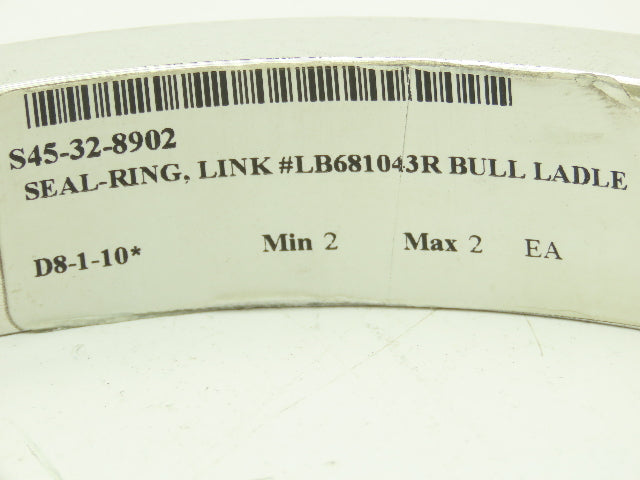 S45-32-8902
SEAL-RING, LINK #LB681043R BULL LADLE
D8-1-10* Min 2 Max 2 EA